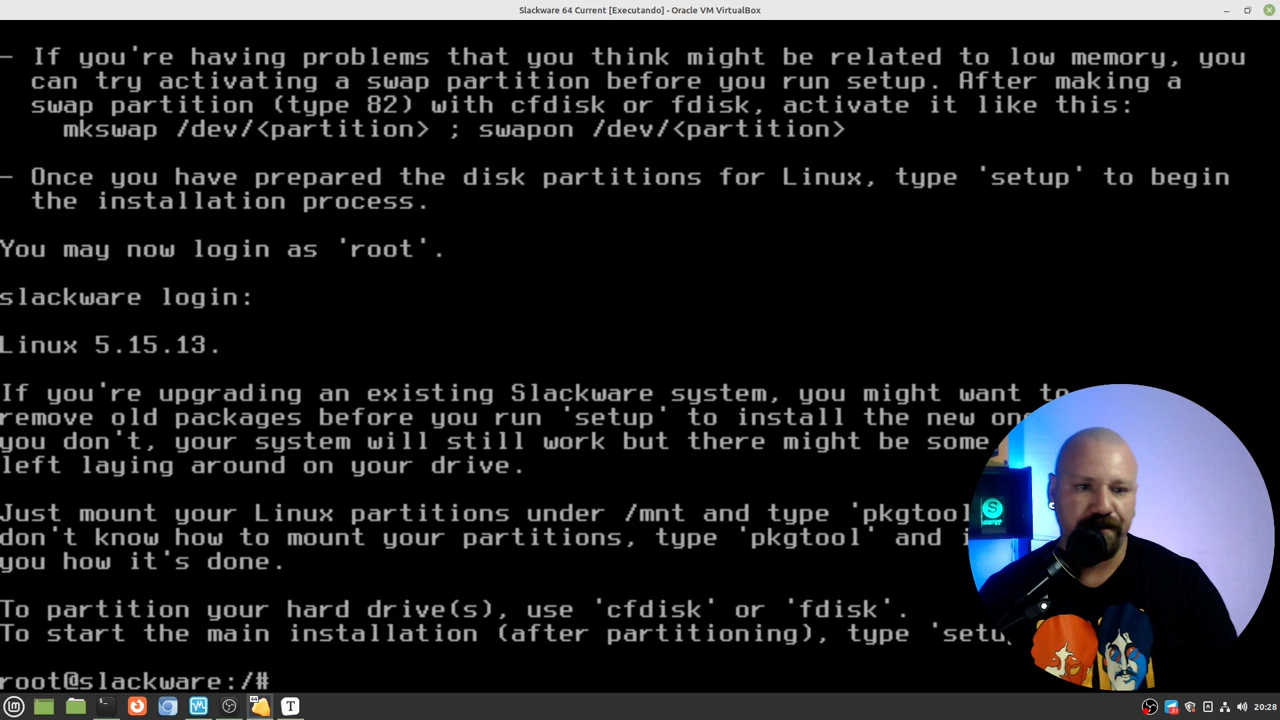 Slackware 64 Current [Executando] - Oracle VM VirtualBox
- If you're having problems that you think might be related to low memory, you
can try activating a swap partition before you run setup. After making a
swap partition (type 82) with cfdisk or fdisk, activate it like this:
mkswap /dev/<partition> ; swapon /dev/<partition>
- Once you have prepared the disk partitions for Linux, type 'setup' to begin
the installation process.
You may now login as 'root'.
slackware login:
Linux 5.15.13.
If you're upgrading an existing Slackware system, you might want to
remove old packages before you run 'setup' to install the new
you don't, your system will still work but there might be some
left laying around on your drive.
Just mount your Linux partitions under /mnt and type 'pkgtool
don't know how to mount your partitions, type 'pkgtool' and
you how it's done.
To partition your hard drive(s), use 'cfdisk' or 'fdisk'.
To start the main installation (after partitioning), type
root@slackware:/#
S
64
T
20:28